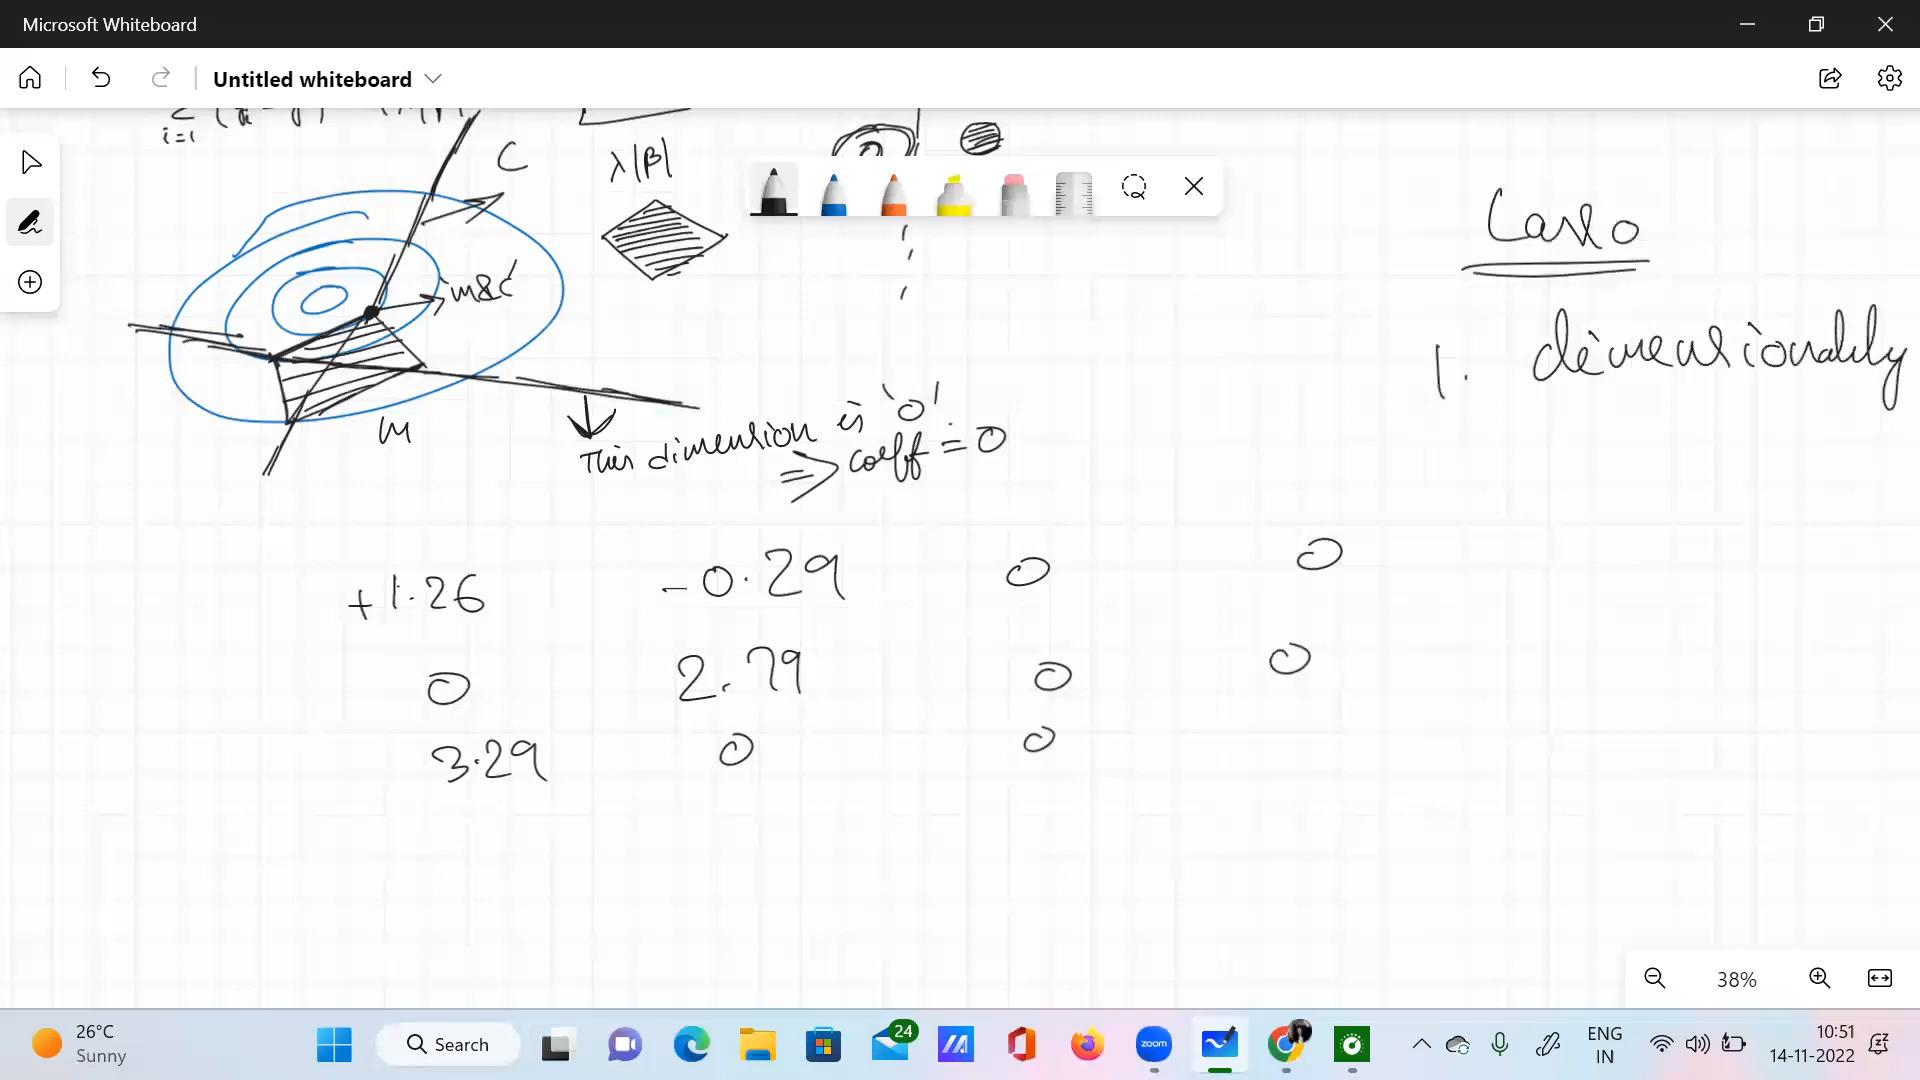 Microsoft Whiteboard
Untitled whiteboard
i=1
C
λ|β|
m&c'
m
This dimension is '0'.
=> coeff = 0
Lasso
1. dimensionality
+1.26 -0.29 0 0
0 2.79 0 0
3.29 0 0
38%
26°C
Sunny
Search
24
zoom
ENG
IN
10:51
14-11-2022